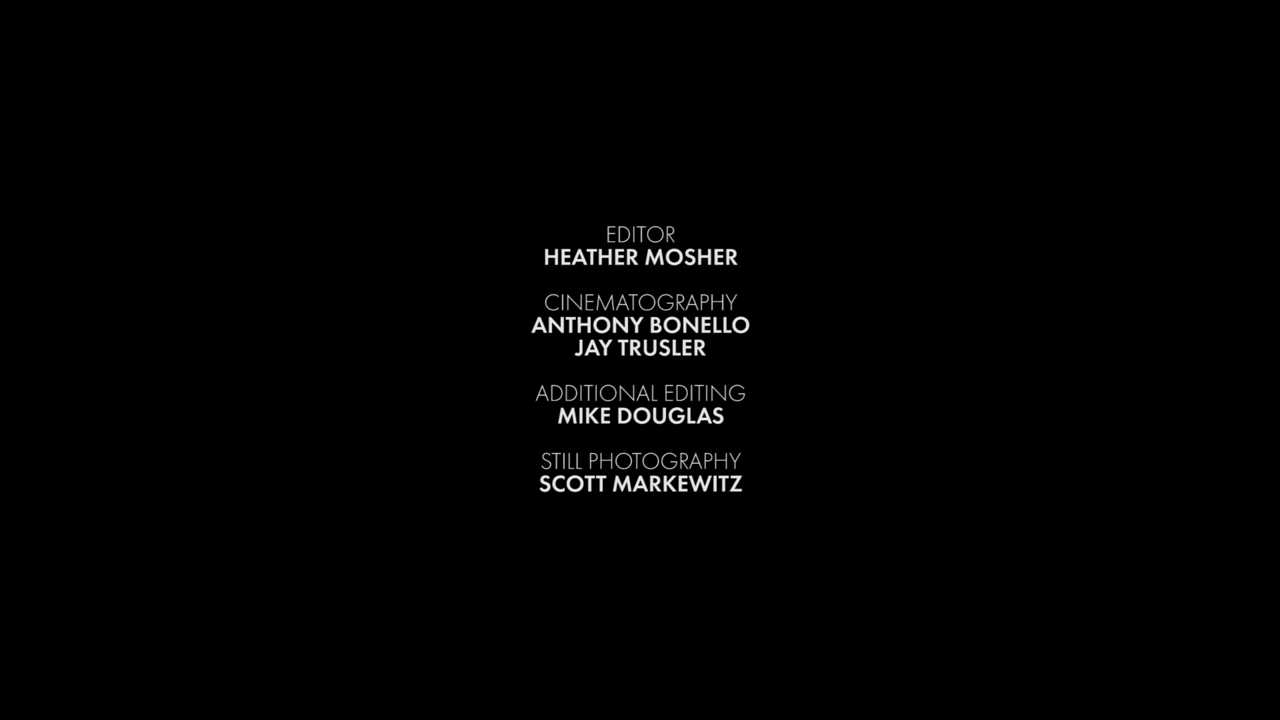 EDITOR
HEATHER MOSHER
CINEMATOGRAPHY
ANTHONY BONELLO
JAY TRUSLER
ADDITIONAL EDITING
MIKE DOUGLAS
STILL PHOTOGRAPHY
SCOTT MARKEWITZ